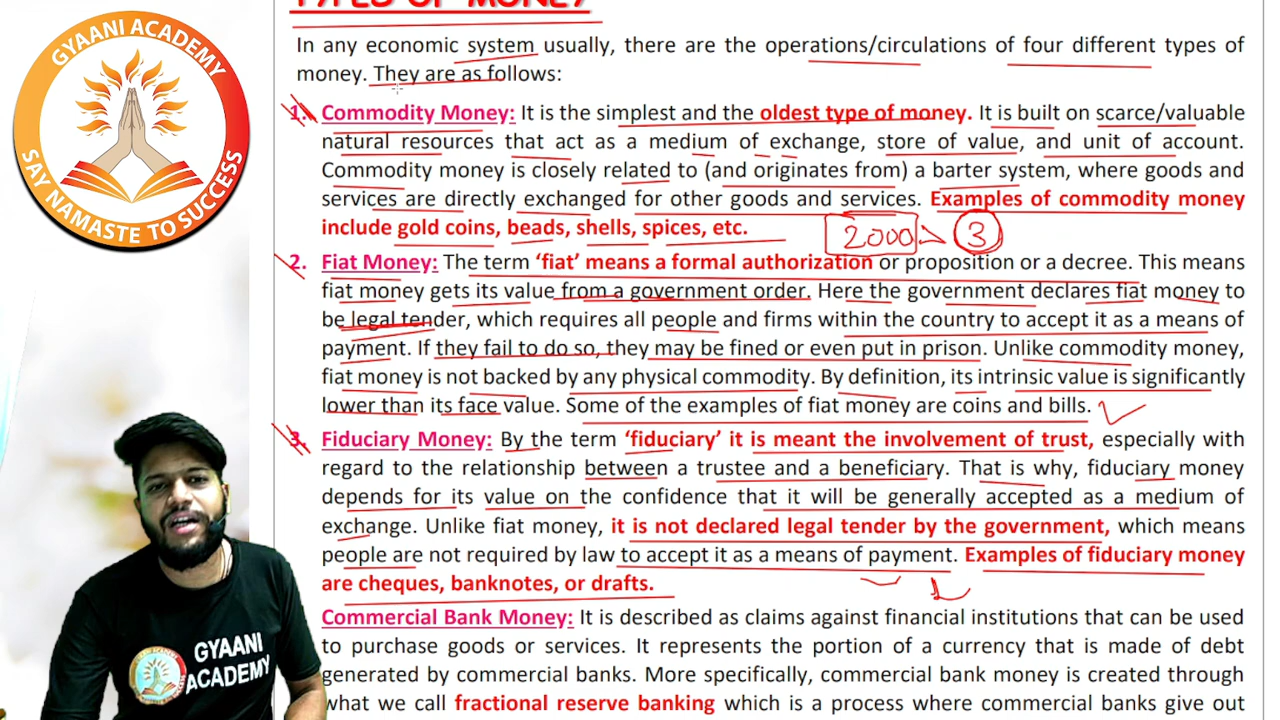 TYPES OF MONEY
In any economic system usually, there are the operations/circulations of four different types of
money. They are as follows:
1. Commodity Money: It is the simplest and the oldest type of money. It is built on scarce/valuable
natural resources that act as a medium of exchange, store of value, and unit of account.
Commodity money is closely related to (and originates from) a barter system, where goods and
services are directly exchanged for other goods and services. Examples of commodity money
include gold coins, beads, shells, spices, etc.
2000 3
2. Fiat Money: The term ‘fiat’ means a formal authorization or proposition or a decree. This means
fiat money gets its value from a government order. Here the government declares fiat money to
be legal tender, which requires all people and firms within the country to accept it as a means of
payment. If they fail to do so, they may be fined or even put in prison. Unlike commodity money,
fiat money is not backed by any physical commodity. By definition, its intrinsic value is significantly
lower than its face value. Some of the examples of fiat money are coins and bills.
3. Fiduciary Money: By the term ‘fiduciary’ it is meant the involvement of trust, especially with
regard to the relationship between a trustee and a beneficiary. That is why, fiduciary money
depends for its value on the confidence that it will be generally accepted as a medium of
exchange. Unlike fiat money, it is not declared legal tender by the government, which means
people are not required by law to accept it as a means of payment. Examples of fiduciary money
are cheques, banknotes, or drafts.
Commercial Bank Money: It is described as claims against financial institutions that can be used
to purchase goods or services. It represents the portion of a currency that is made of debt
generated by commercial banks. More specifically, commercial bank money is created through
what we call fractional reserve banking which is a process where commercial banks give out
GYAANI ACADEMY
SAY NAMASTE TO SUCCESS
GYAANI
ACADEMY